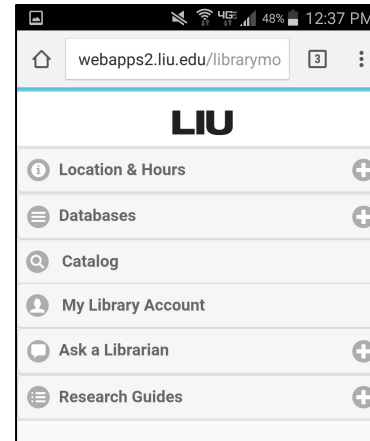 4G 48% 12:37 PM
webapps2.liu.edu/librarymo 3
LIU
Location & Hours
Databases
Catalog
My Library Account
Ask a Librarian
Research Guides